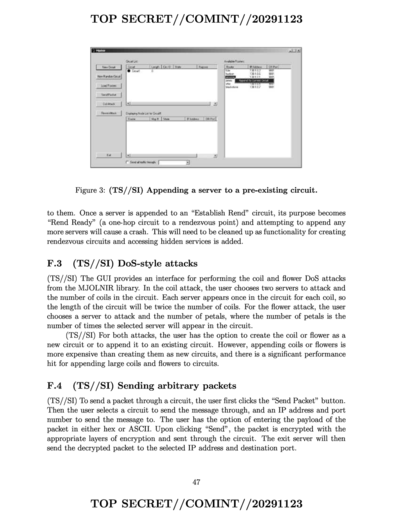 TOP SECRET//COMINT//20291123
Figure 3: (TS//SI) Appending a server to a pre-existing circuit.
to them. Once a server is appended to an “Establish Rend” circuit, its purpose becomes
“Rend Ready” (a one-hop circuit to a rendezvous point) and attempting to append any
more servers will cause a crash. This will need to be cleaned up as functionality for creating
rendezvous circuits and accessing hidden services is added.
F.3 (TS//SI) DoS-style attacks
(TS//SI) The GUI provides an interface for performing the coil and flower DoS attacks
from the MJOLNIR library. In the coil attack, the user chooses two servers to attack and
the number of coils in the circuit. Each server appears once in the circuit for each coil, so
the length of the circuit will be twice the number of coils. For the flower attack, the user
chooses a server to attack and the number of petals, where the number of petals is the
number of times the selected server will appear in the circuit.
(TS//SI) For both attacks, the user has the option to create the coil or flower as a
new circuit or to append it to an existing circuit. However, appending coils or flowers is
more expensive than creating them as new circuits, and there is a significant performance
hit for appending large coils and flowers to circuits.
F.4 (TS//SI) Sending arbitrary packets
(TS//SI) To send a packet through a circuit, the user first clicks the “Send Packet” button.
Then the user selects a circuit to send the message through, and an IP address and port
number to send the message to. The user has the option of entering the payload of the
packet in either hex or ASCII. Upon clicking “Send”, the packet is encrypted with the
appropriate layers of encryption and sent through the circuit. The exit server will then
send the decrypted packet to the selected IP address and destination port.
47
TOP SECRET//COMINT//20291123